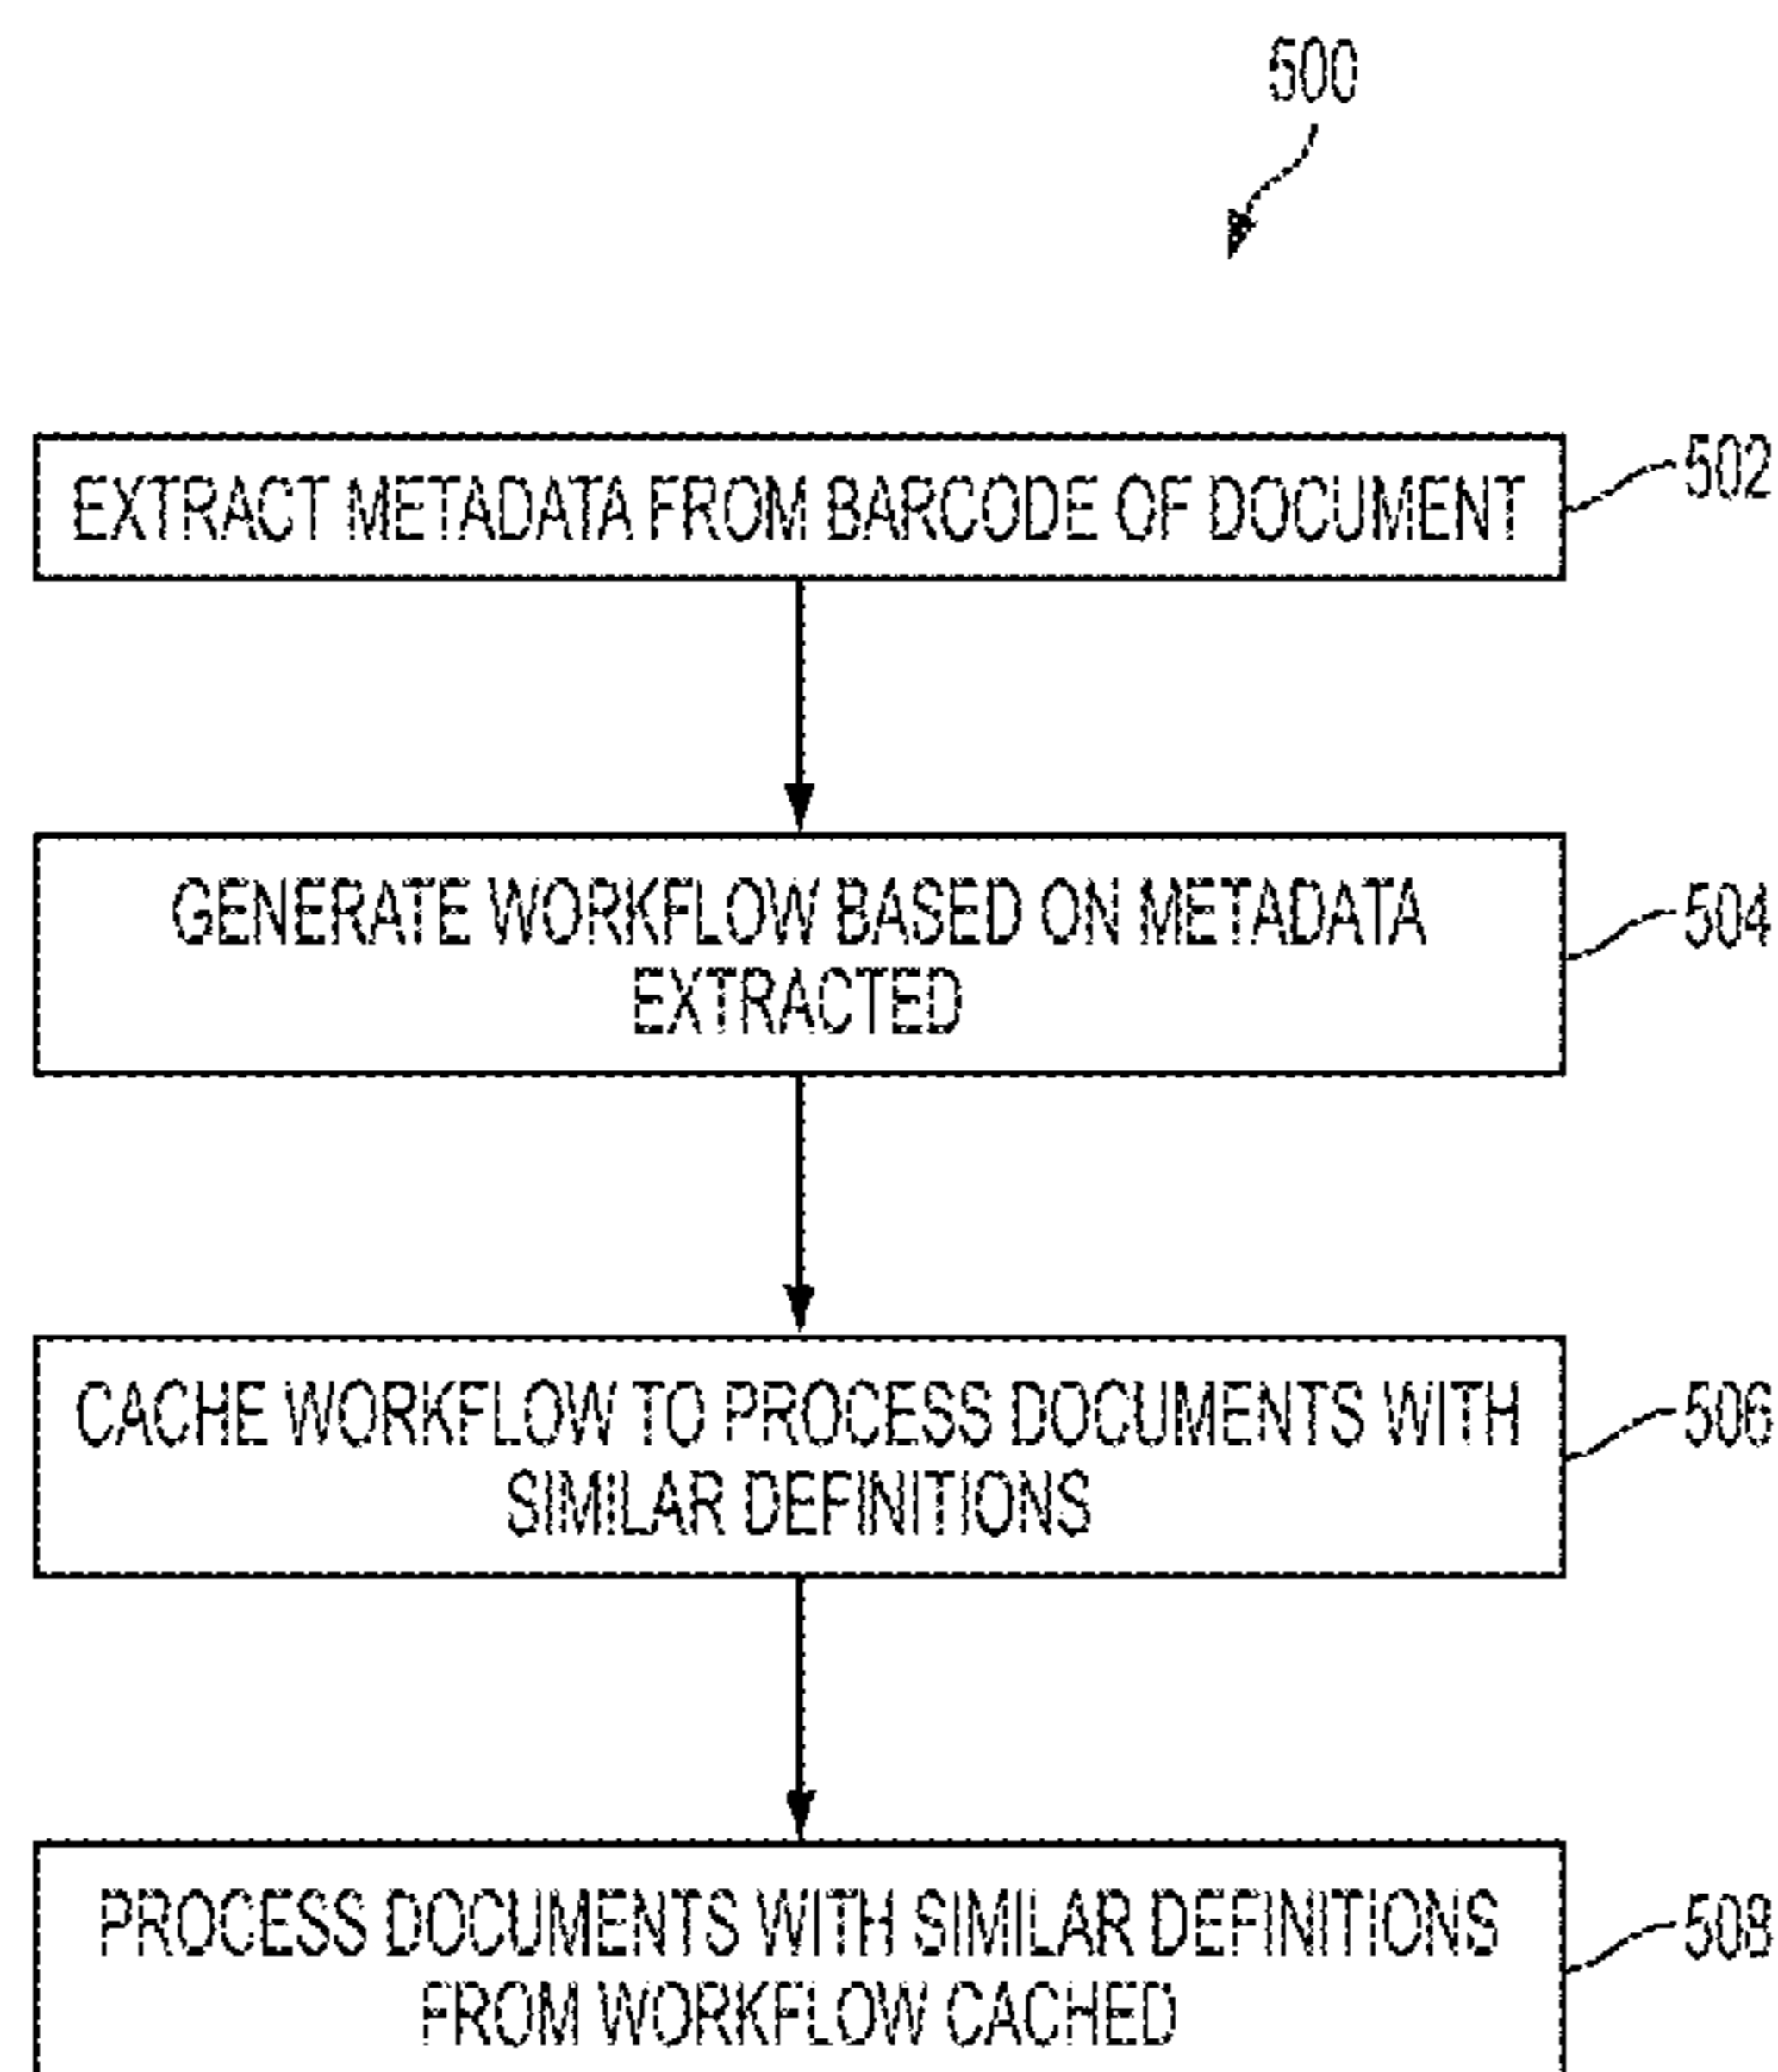 500
EXTRACT METADATA FROM BARCODE OF DOCUMENT
502
GENERATE WORKFLOW BASED ON METADATA
EXTRACTED
504
CACHE WORKFLOW TO PROCESS DOCUMENTS WITH
SIMILAR DEFINITIONS
506
PROCESS DOCUMENTS WITH SIMILAR DEFINITIONS
FROM WORKFLOW CACHED
508